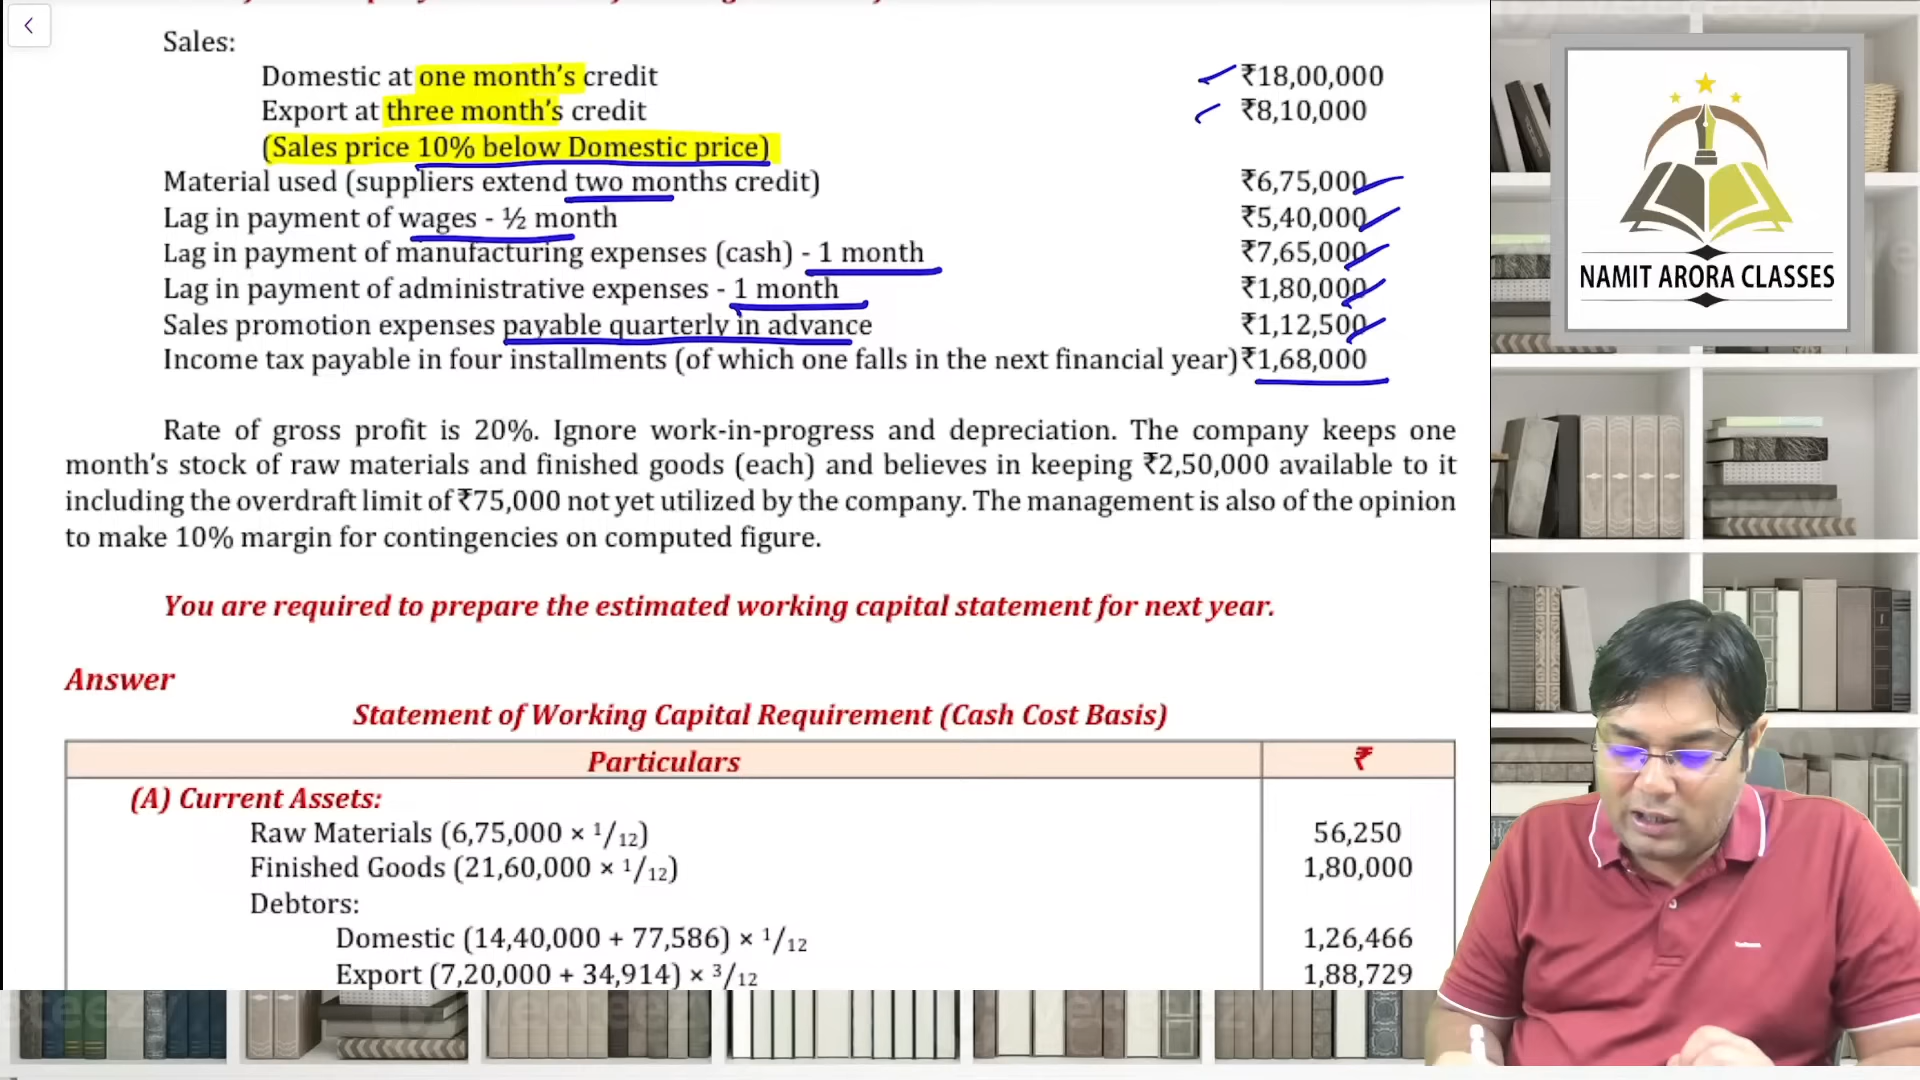 Sales:
Domestic at one month's credit ₹18,00,000
Export at three month's credit ₹8,10,000
(Sales price 10% below Domestic price)
Material used (suppliers extend two months credit) ₹6,75,000
Lag in payment of wages - ½ month ₹5,40,000
Lag in payment of manufacturing expenses (cash) - 1 month ₹7,65,000
Lag in payment of administrative expenses - 1 month ₹1,80,000
Sales promotion expenses payable quarterly in advance ₹1,12,500
Income tax payable in four installments (of which one falls in the next financial year) ₹1,68,000
Rate of gross profit is 20%. Ignore work-in-progress and depreciation. The company keeps one
month's stock of raw materials and finished goods (each) and believes in keeping ₹2,50,000 available to it
including the overdraft limit of ₹75,000 not yet utilized by the company. The management is also of the opinion
to make 10% margin for contingencies on computed figure.
You are required to prepare the estimated working capital statement for next year.
Answer
Statement of Working Capital Requirement (Cash Cost Basis)
Particulars ₹
(A) Current Assets:
Raw Materials (6,75,000 × 1/12) 56,250
Finished Goods (21,60,000 × 1/12) 1,80,000
Debtors:
Domestic (14,40,000 + 77,586) × 1/12 1,26,466
Export (7,20,000 + 34,914) × 3/12 1,88,729
NAMIT ARORA CLASSES